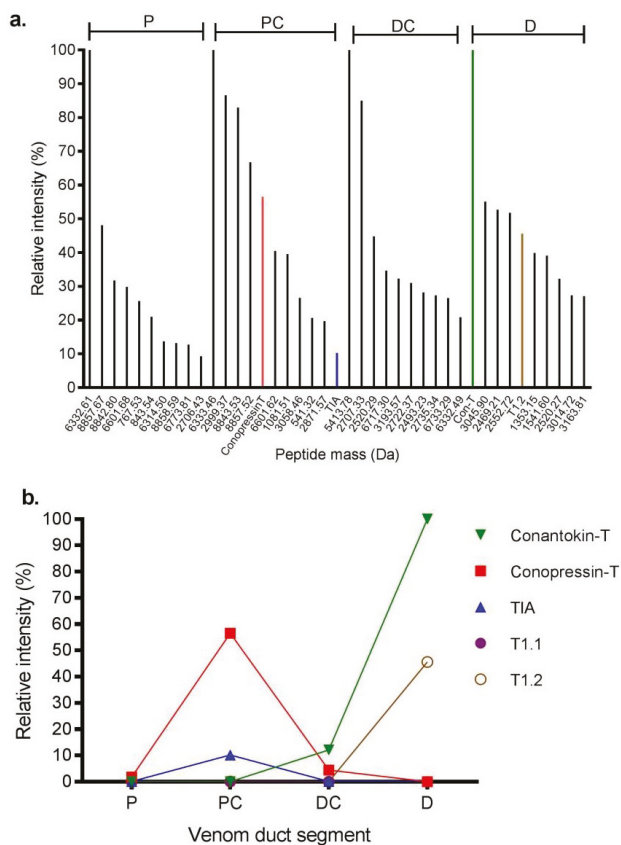 a.
P
PC
DC
D
100
90
80
70
60
50
40
30
20
10
0
Relative intensity (%)
6332.61
8857.67
8842.80
6601.88
767.53
843.54
6314.50
8858.59
6773.81
2706.43
6333.46
2999.37
8843.53
8857.52
ConopressinT
6601.62
1081.51
3058.46
541.32
2871.57
TIA
5413.78
2707.33
2520.29
6717.30
3193.57
2722.37
2493.23
2735.34
6733.29
6332.49
Con-T
3045.90
2469.21
2552.72
T1.2
1353.15
1541.60
2520.27
3014.72
3163.81
Peptide mass (Da)
b.
100
90
80
70
60
50
40
30
20
10
0
Relative intensity (%)
P
PC
DC
D
Venom duct segment
Conantokin-T
Conopressin-T
TIA
T1.1
T1.2